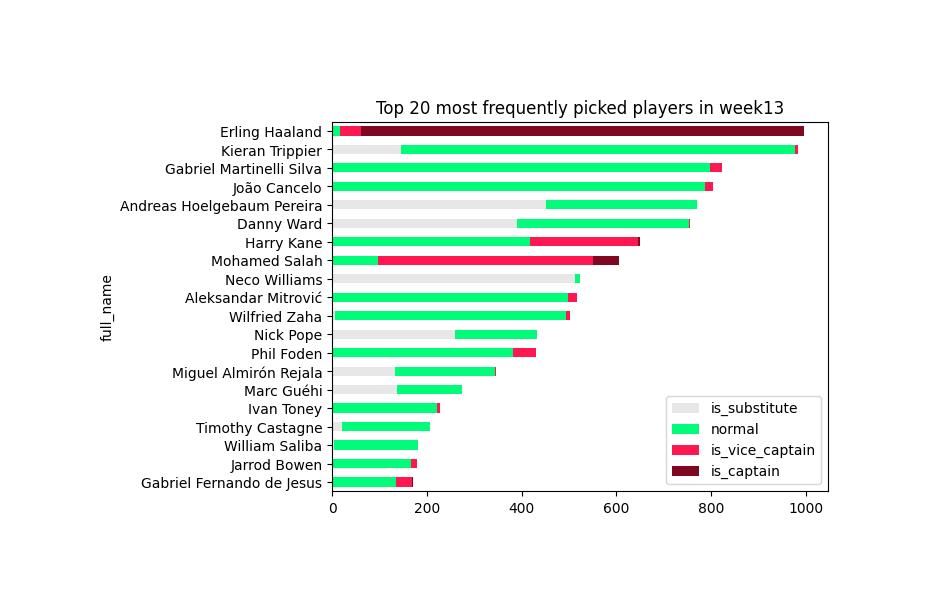 Top 20 most frequently picked players in week13
full_name
Erling Haaland
Kieran Trippier
Gabriel Martinelli Silva
João Cancelo
Andreas Hoelgebaum Pereira
Danny Ward
Harry Kane
Mohamed Salah
Neco Williams
Aleksandar Mitrović
Wilfried Zaha
Nick Pope
Phil Foden
Miguel Almirón Rejala
Marc Guéhi
Ivan Toney
Timothy Castagne
William Saliba
Jarrod Bowen
Gabriel Fernando de Jesus
is_substitute
normal
is_vice_captain
is_captain
0 200 400 600 800 1000